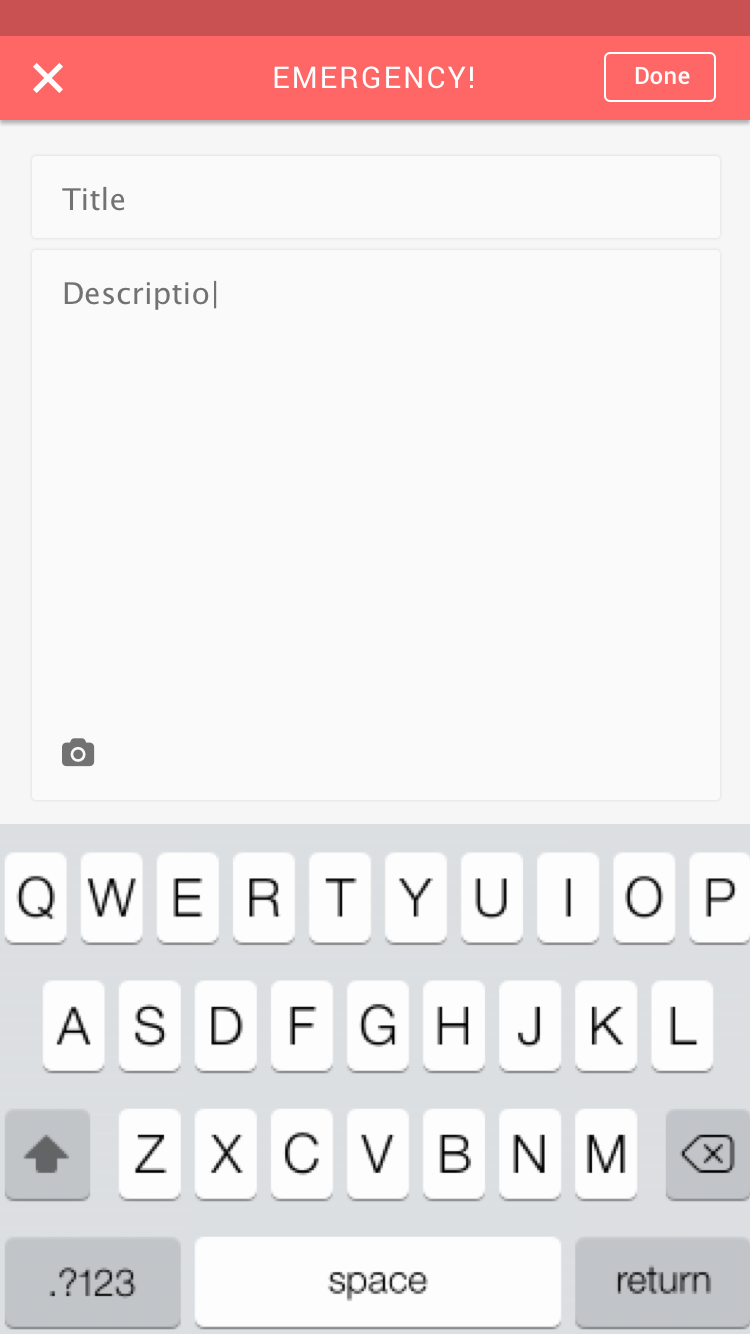 EMERGENCY! Done
Title
Descriptio
Q W E R T Y U I O P
A S D F G H J K L
Z X C V B N M
.?123 space return